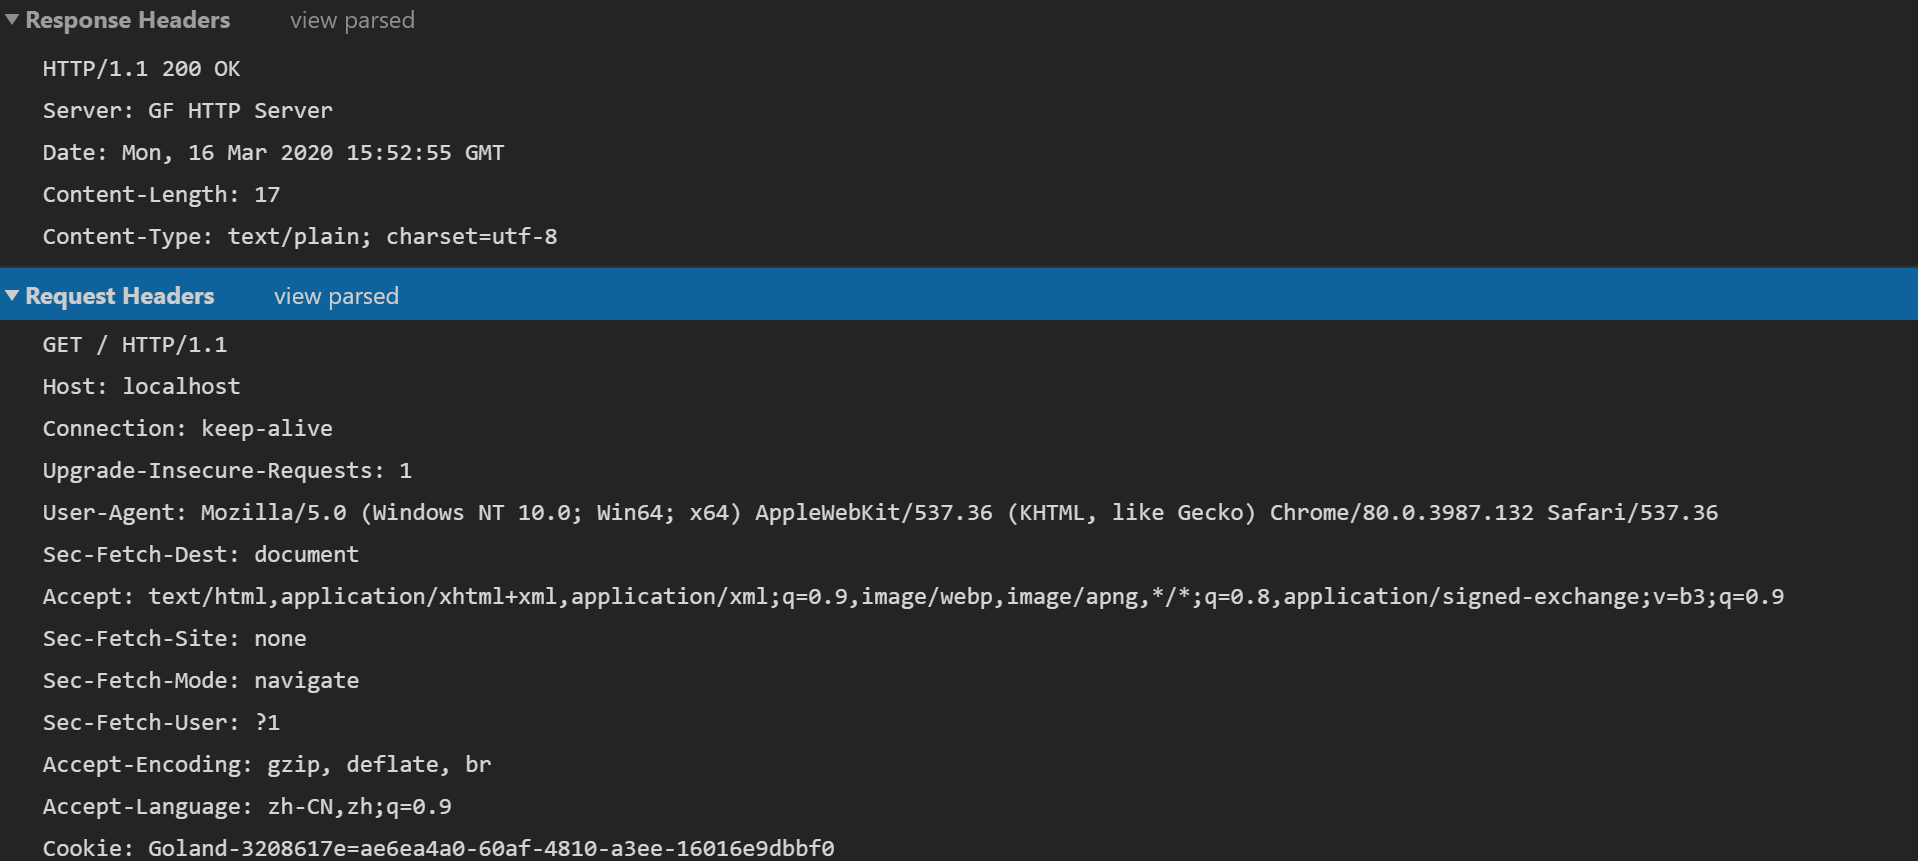 Response Headers view parsed
HTTP/1.1 200 OK
Server: GF HTTP Server
Date: Mon, 16 Mar 2020 15:52:55 GMT
Content-Length: 17
Content-Type: text/plain; charset=utf-8
Request Headers view parsed
GET / HTTP/1.1
Host: localhost
Connection: keep-alive
Upgrade-Insecure-Requests: 1
User-Agent: Mozilla/5.0 (Windows NT 10.0; Win64; x64) AppleWebKit/537.36 (KHTML, like Gecko) Chrome/80.0.3987.132 Safari/537.36
Sec-Fetch-Dest: document
Accept: text/html,application/xhtml+xml,application/xml;q=0.9,image/webp,image/apng,*/*;q=0.8,application/signed-exchange;v=b3;q=0.9
Sec-Fetch-Site: none
Sec-Fetch-Mode: navigate
Sec-Fetch-User: ?1
Accept-Encoding: gzip, deflate, br
Accept-Language: zh-CN,zh;q=0.9
Cookie: Goland-3208617e=ae6ea4a0-60af-4810-a3ee-16016e9dbbf0